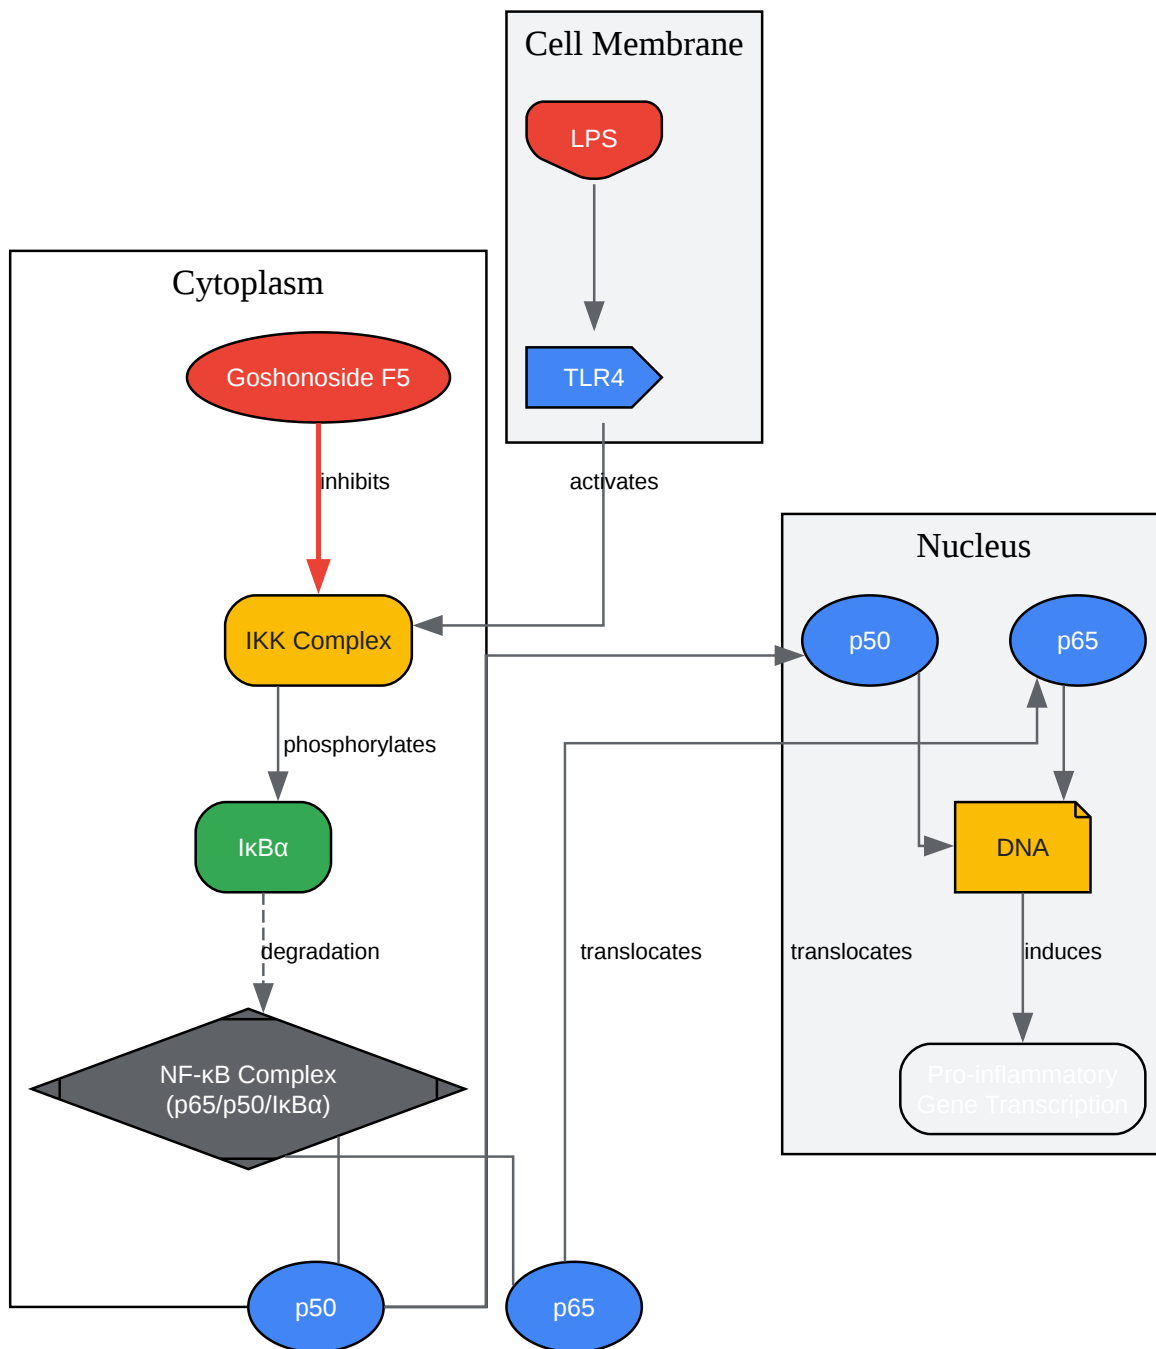 Cell Membrane
LPS
Cytoplasm
Goshonoside F5
TLR4
inhibits
activates
Nucleus
IKK Complex
p50
p65
phosphorylates
IκBα
DNA
degradation
translocates
translocates
induces
NF-κB Complex
(p65/p50/IκBα)
Pro-inflammatory
Gene Transcription
p50
p65